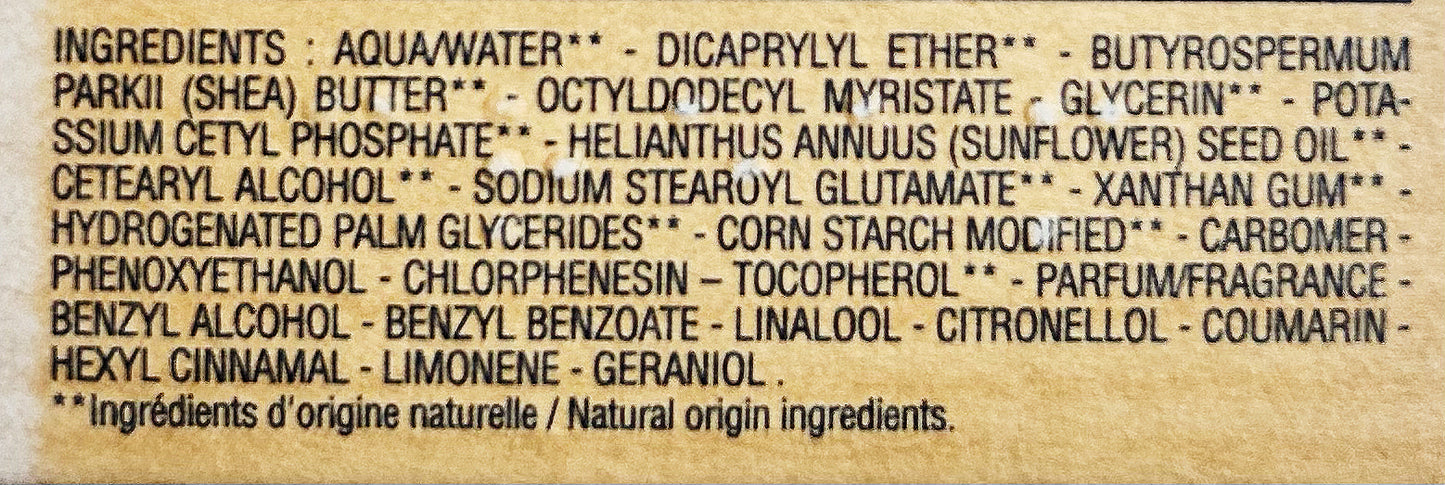 INGREDIENTS : AQUA/WATER** - DICAPRYLYL ETHER** - BUTYROSPERMUM
PARKII (SHEA) BUTTER** - OCTYLDODECYL MYRISTATE - GLYCERIN** - POTA-
SSIUM CETYL PHOSPHATE** - HELIANTHUS ANNUUS (SUNFLOWER) SEED OIL** -
CETEARYL ALCOHOL** - SODIUM STEAROYL GLUTAMATE** - XANTHAN GUM** -
HYDROGENATED PALM GLYCERIDES** - CORN STARCH MODIFIED** - CARBOMER -
PHENOXYETHANOL - CHLORPHENESIN – TOCOPHEROL** - PARFUM/FRAGRANCE -
BENZYL ALCOHOL - BENZYL BENZOATE - LINALOOL - CITRONELLOL - COUMARIN -
HEXYL CINNAMAL - LIMONENE - GERANIOL .
**Ingrédients d'origine naturelle / Natural origin ingredients.